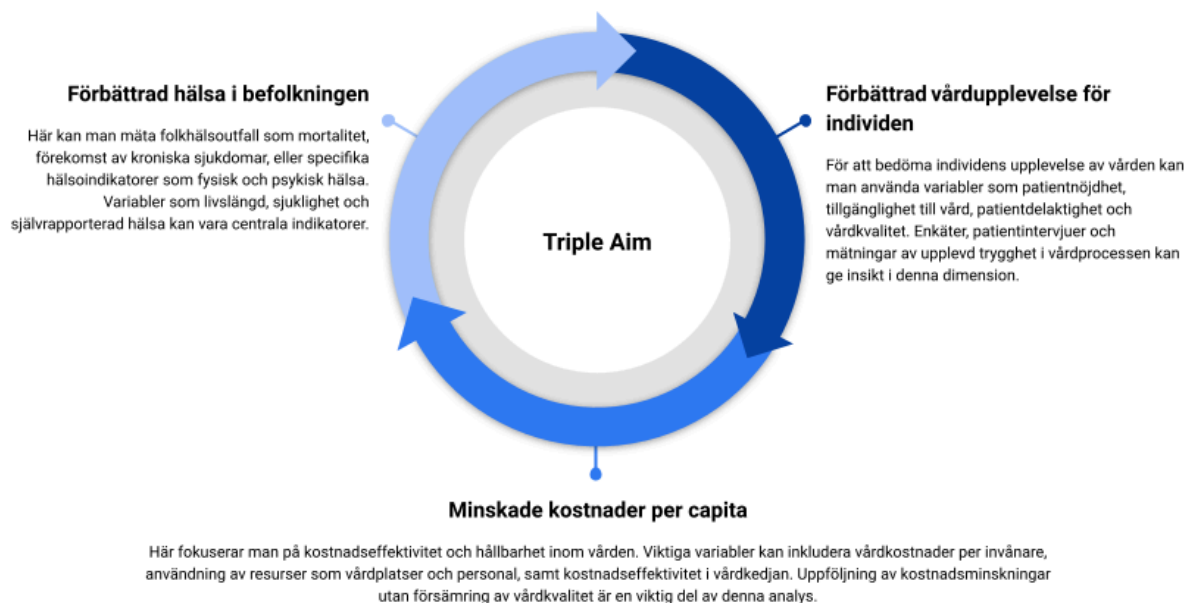 Förbättrad hälsa i befolkningen
Här kan man mäta folkhälsoutfall som mortalitet,
förekomst av kroniska sjukdomar, eller specifika
hälsoindikatorer som fysisk och psykisk hälsa.
Variabler som livslängd, sjuklighet och
självrapporterad hälsa kan vara centrala indikatorer.
Triple Aim
Förbättrad vårdupplevelse för
individen
För att bedöma individens upplevelse av vården kan
man använda variabler som patientnöjdhet,
tillgänglighet till vård, patientdelaktighet och
vårdkvalitet. Enkäter, patientintervjuer och
mätningar av upplevd trygghet i vårdprocessen kan
ge insikt i denna dimension.
Minskade kostnader per capita
Här fokuserar man på kostnadseffektivitet och hållbarhet inom vården. Viktiga variabler kan inkludera vårdkostnader per invånare,
användning av resurser som vårdplatser och personal, samt kostnadseffektivitet i vårdkedjan. Uppföljning av kostnadsminskningar
utan försämring av vårdkvalitet är en viktig del av denna analys.